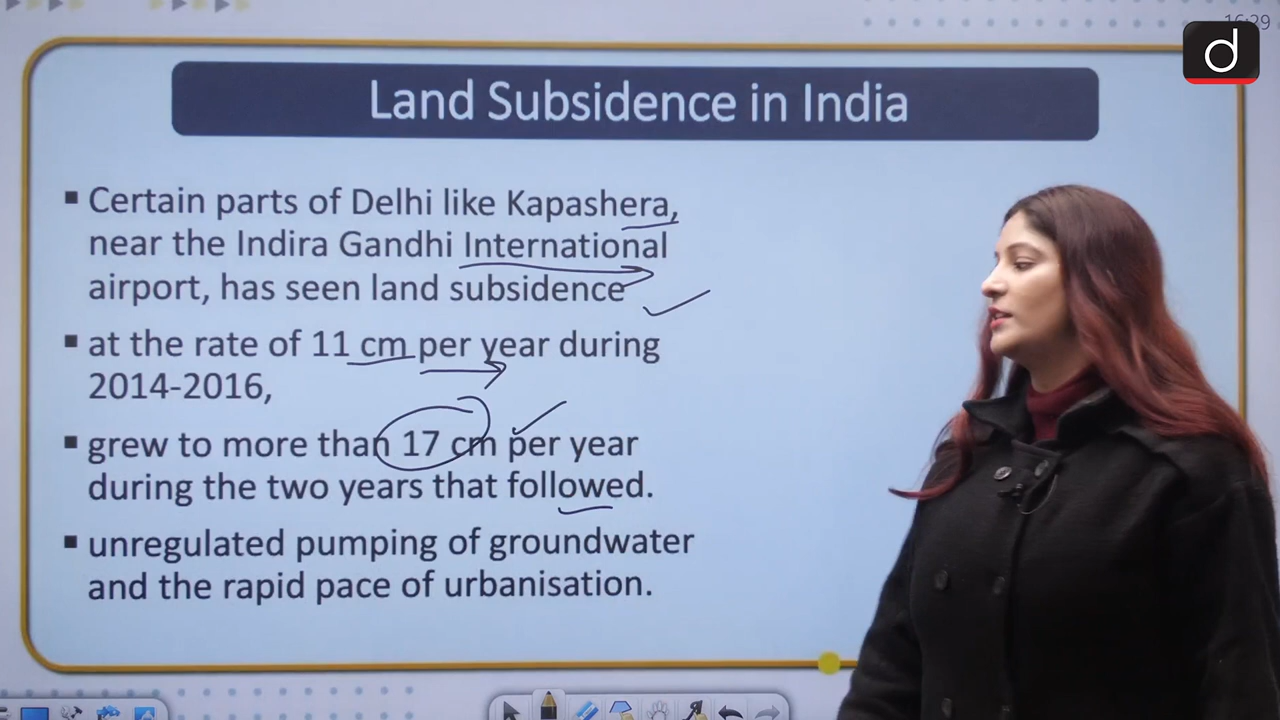 16:29
d
Land Subsidence in India
▪ Certain parts of Delhi like Kapashera,
near the Indira Gandhi International
airport, has seen land subsidence
▪ at the rate of 11 cm per year during
2014-2016,
▪ grew to more than 17 cm per year
during the two years that followed.
▪ unregulated pumping of groundwater
and the rapid pace of urbanisation.